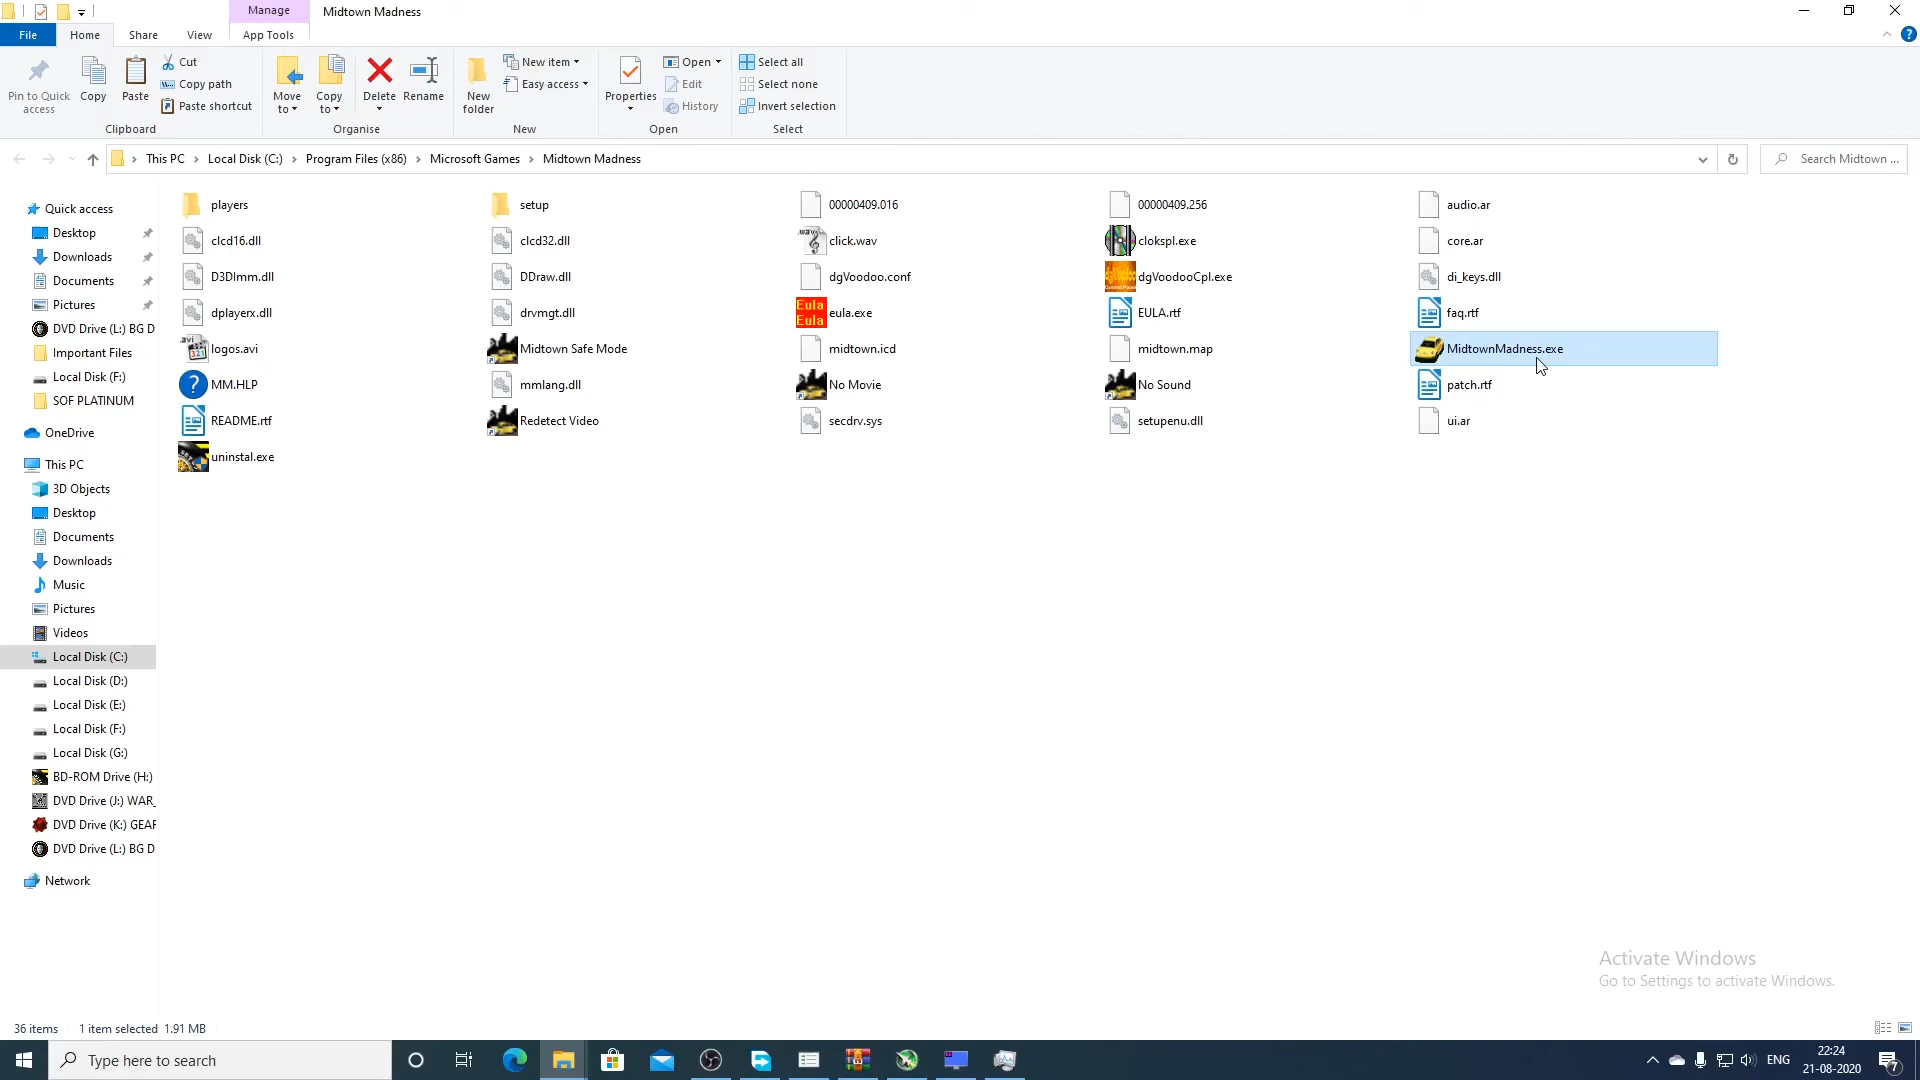 Manage
Midtown Madness
File
Home
Share
View
App Tools
Pin to Quick access
Copy
Paste
Cut
Copy path
Paste shortcut
Clipboard
Move to
Copy to
Delete
Rename
Organise
New folder
New item
Easy access
New
Properties
Open
Edit
History
Open
Select all
Select none
Invert selection
Select
This PC > Local Disk (C:) > Program Files (x86) > Microsoft Games > Midtown Madness
Search Midtown ...
Quick access
Desktop
Downloads
Documents
Pictures
DVD Drive (L:) BG D
Important Files
Local Disk (F:)
SOF PLATINUM
OneDrive
This PC
3D Objects
Desktop
Documents
Downloads
Music
Pictures
Videos
Local Disk (C:)
Local Disk (D:)
Local Disk (E:)
Local Disk (F:)
Local Disk (G:)
BD-ROM Drive (H:)
DVD Drive (J:) WAR_
DVD Drive (K:) GEAR
DVD Drive (L:) BG D
Network
players
setup
00000409.016
00000409.256
audio.ar
clcd16.dll
clcd32.dll
click.wav
clokspl.exe
core.ar
D3DImm.dll
DDraw.dll
dgVoodoo.conf
dgVoodooCpl.exe
di_keys.dll
dplayerx.dll
drvmgt.dll
Eula
Eula
eula.exe
EULA.rtf
faq.rtf
logos.avi
Midtown Safe Mode
midtown.icd
midtown.map
MidtownMadness.exe
MM.HLP
mmlang.dll
No Movie
No Sound
patch.rtf
README.rtf
Redetect Video
secdrv.sys
setupenu.dll
ui.ar
uninstal.exe
Activate Windows
Go to Settings to activate Windows.
36 items
1 item selected 1.91 MB
Type here to search
ENG
22:24
21-08-2020
7